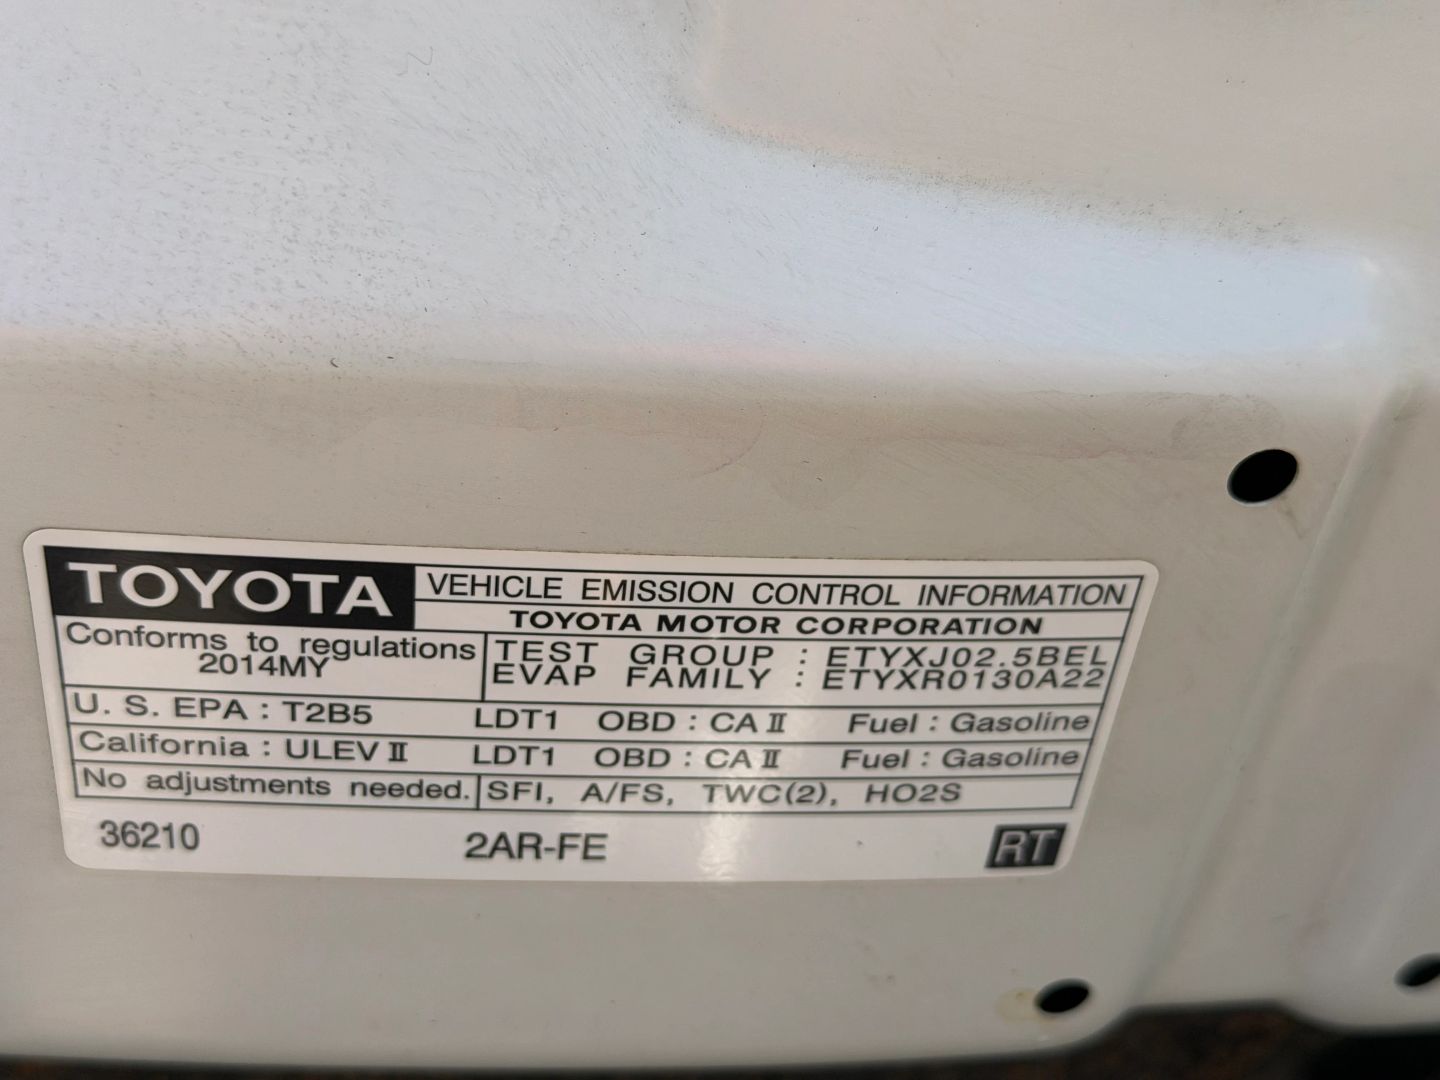 TOYOTA VEHICLE EMISSION CONTROL INFORMATION
TOYOTA MOTOR CORPORATION
Conforms to regulations
2014MY
TEST GROUP : ETYXJ02.5BEL
EVAP FAMILY : ETYXR0130A22
U. S. EPA : T2B5 LDT1 OBD : CA II Fuel : Gasoline
California : ULEV II LDT1 OBD : CA II Fuel : Gasoline
No adjustments needed. SFI, A/FS, TWC(2), HO2S
36210 2AR-FE RT